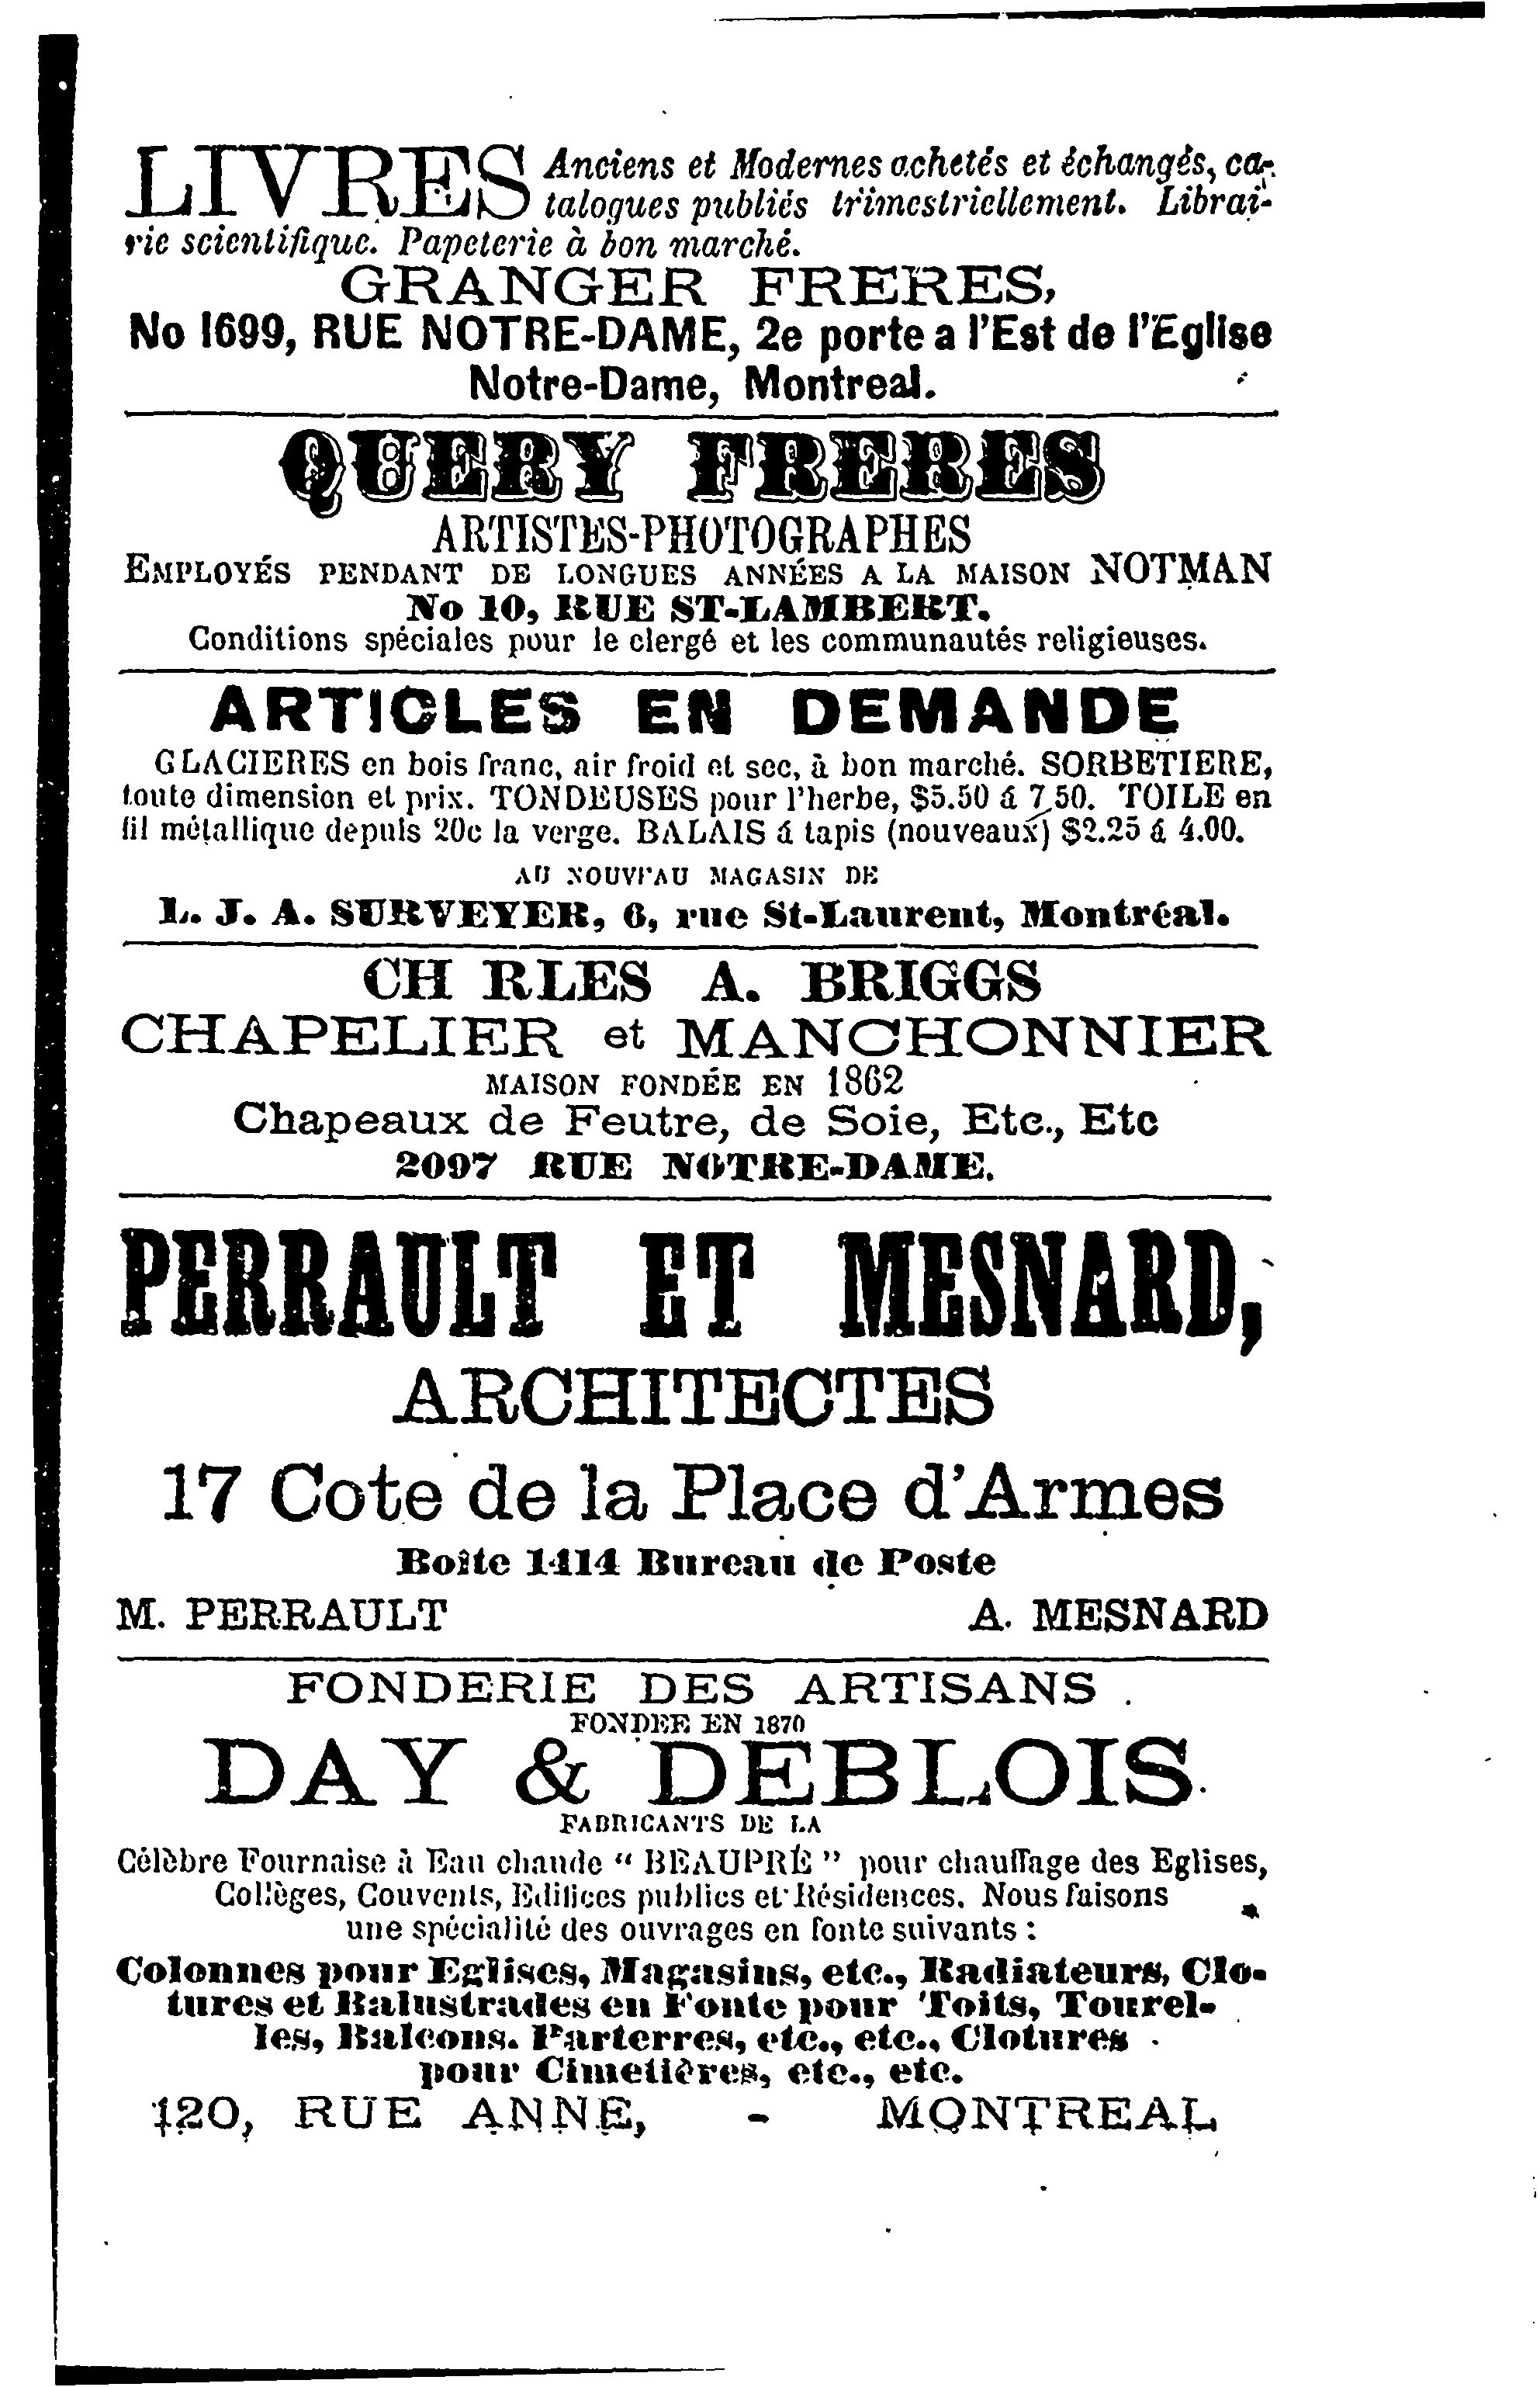 LIVRES Anciens et Modernes achetés et échangés, ca-
talogues publiés trimestriellement. Librai-
rie scientifique. Papeterie à bon marché.
GRANGER FRERES,
No 1699, RUE NOTRE-DAME, 2e porte a l'Est de l'Eglise
Notre-Dame, Montreal.
QUERY FRERES
ARTISTES-PHOTOGRAPHES
EMPLOYÉS PENDANT DE LONGUES ANNÉES A LA MAISON NOTMAN
No 10, RUE ST-LAMBERT.
Conditions spéciales pour le clergé et les communautés religieuses.
ARTICLES EN DEMANDE
GLACIERES en bois franc, air froid et sec, à bon marché. SORBETIERE,
toute dimension et prix. TONDEUSES pour l'herbe, $5.50 á 7.50. TOILE en
fil métallique depuis 20c la verge. BALAIS á tapis (nouveaux) $2.25 á 4.00.
AU NOUVEAU MAGASIN DE
L. J. A. SURVEYER, 6, rue St-Laurent, Montréal.
CH RLES A. BRIGGS
CHAPELIER et MANCHONNIER
MAISON FONDÉE EN 1862
Chapeaux de Feutre, de Soie, Etc., Etc
2097 RUE NOTRE-DAME.
PERRAULT ET MESNARD,
ARCHITECTES
17 Cote de la Place d'Armes
Boîte 1414 Bureau de Poste
M. PERRAULT A. MESNARD
FONDERIE DES ARTISANS
FONDEE EN 1870
DAY & DEBLOIS
FABRICANTS DE LA
Célèbre Fournaise à Eau chaude " BEAUPRÉ " pour chauffage des Eglises,
Collèges, Couvents, Edifices publics et Résidences. Nous faisons
une spécialité des ouvrages en fonte suivants :
Colonnes pour Eglises, Magasins, etc., Radiateurs, Clo-
tures et Balustrades en Fonte pour Toits, Tourel-
les, Balcons. Parterres, etc., etc., Clotures
pour Cimetières, etc., etc.
120, RUE ANNE, - MONTREAL